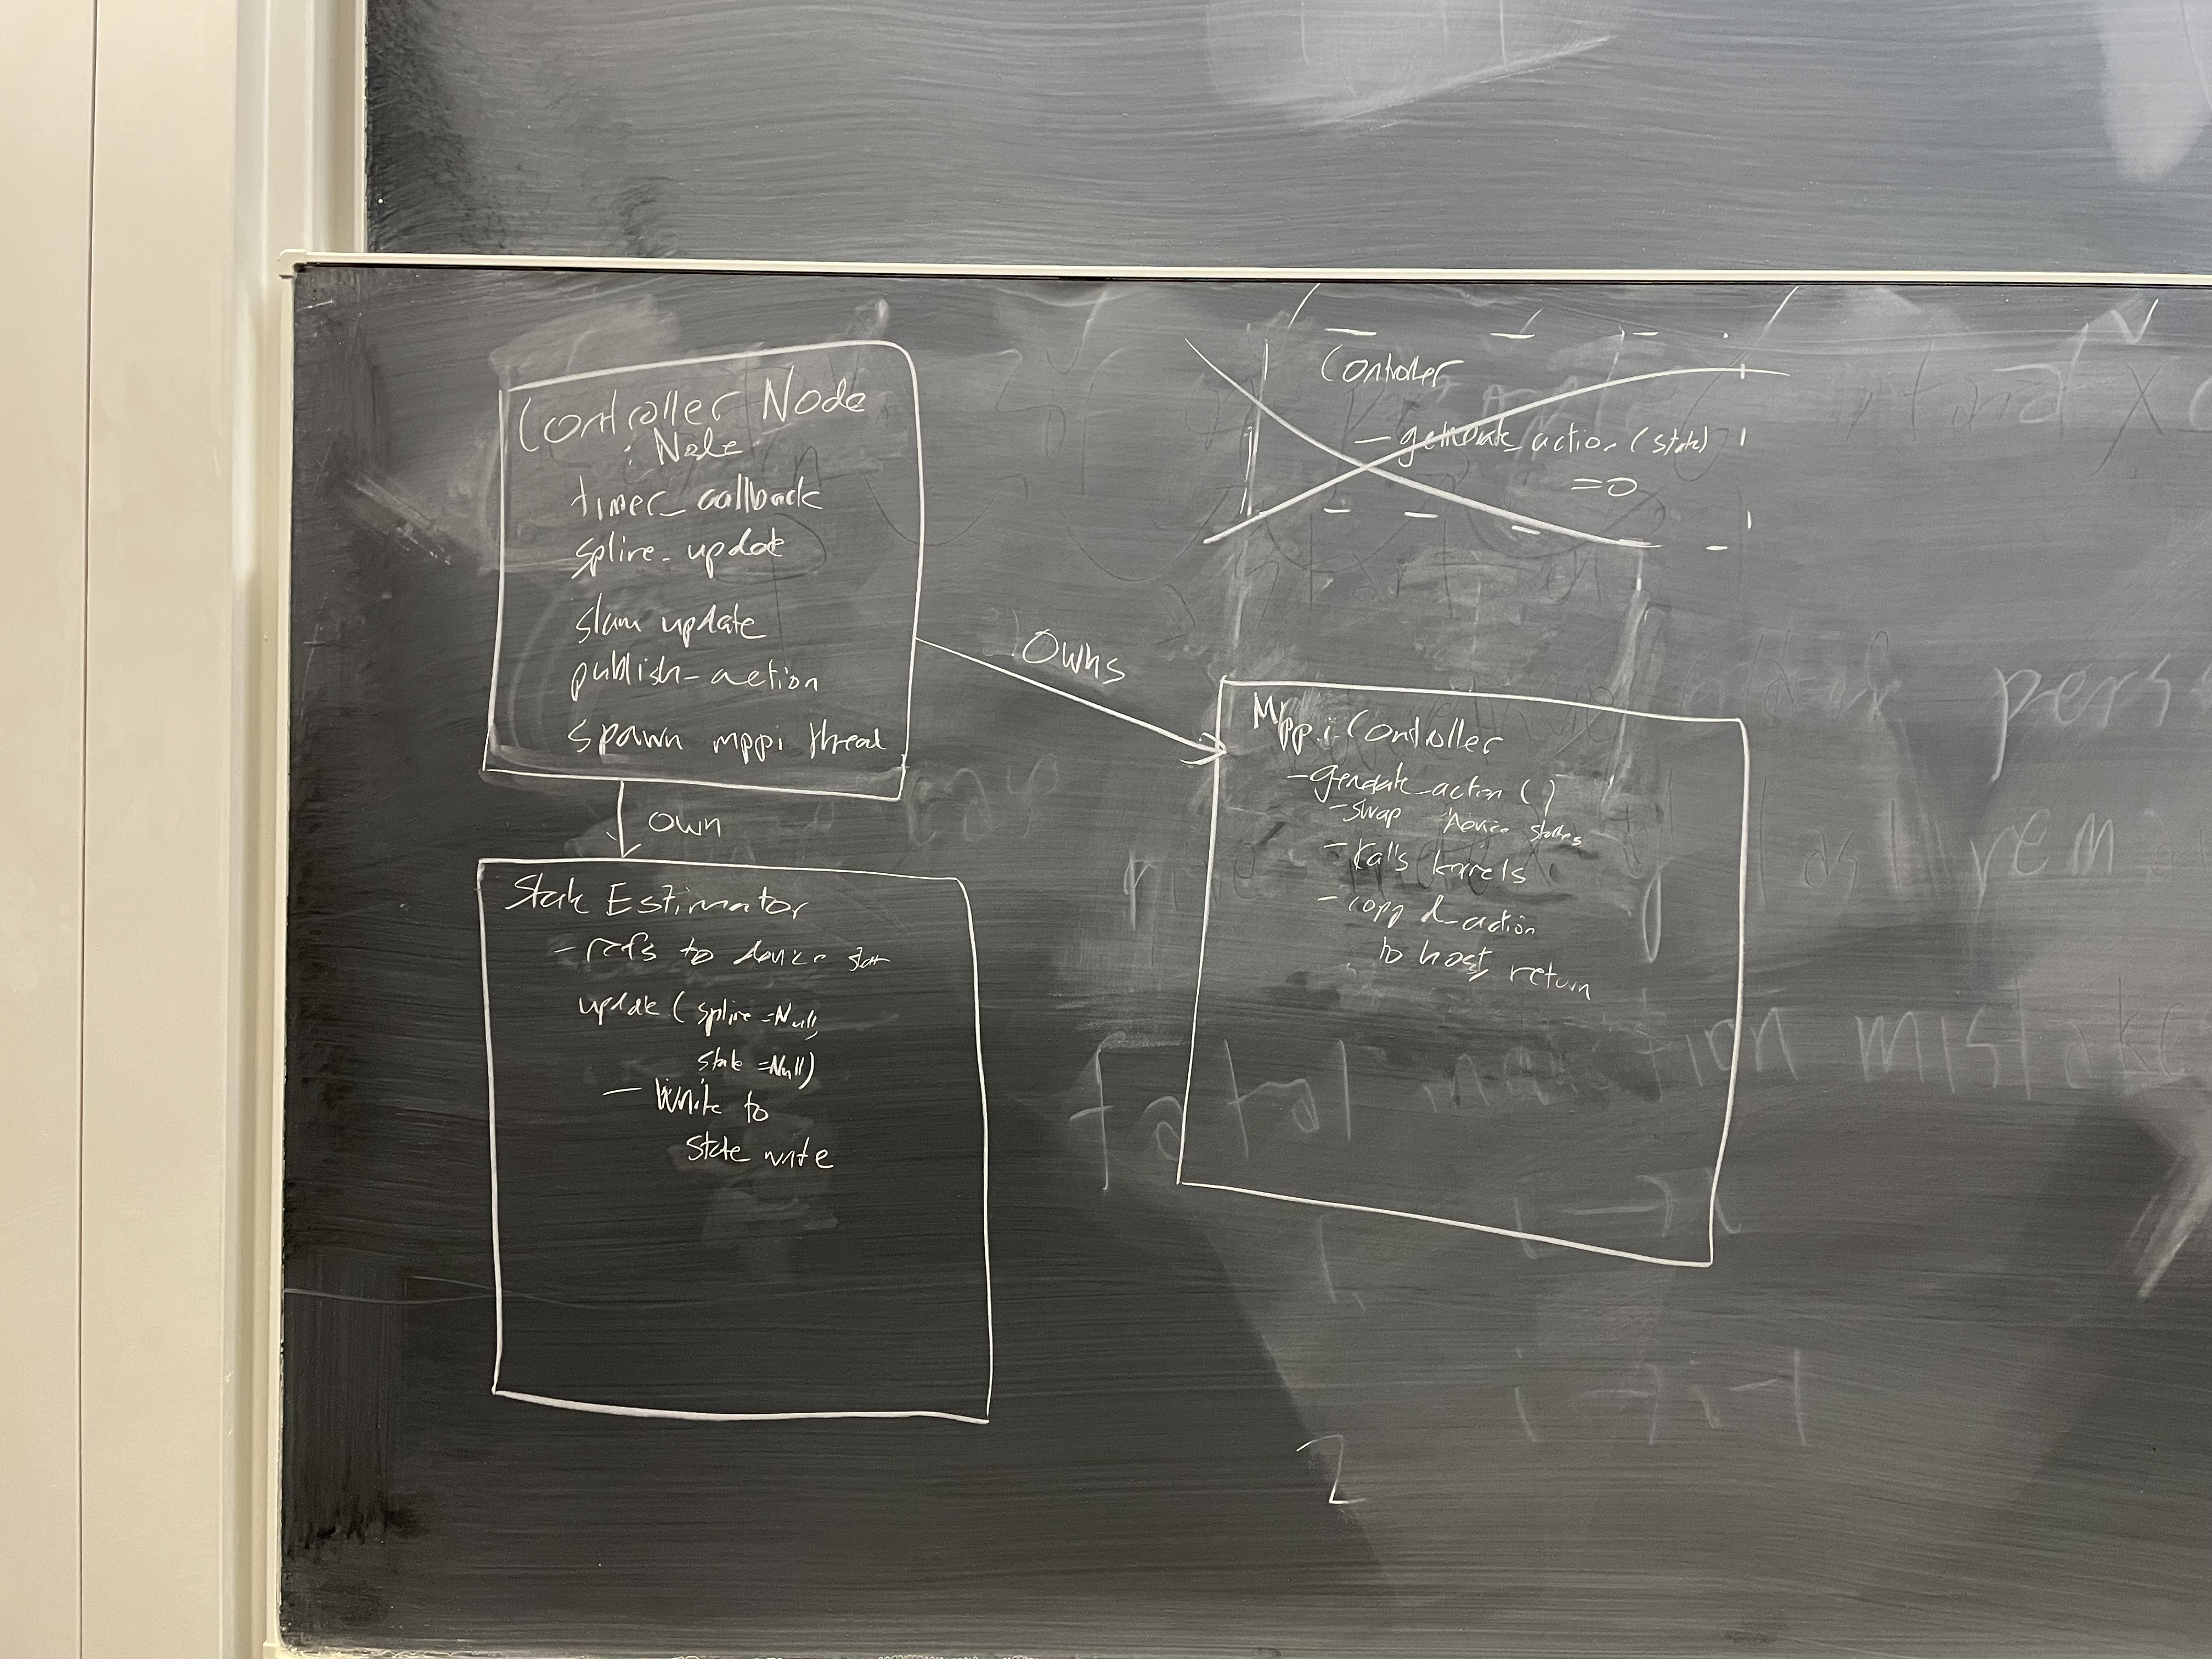 Controller Node
: Node
timer_callback
spline_update
slam update
publish_action
spawn mppi thread
own
State Estimator
- refs to device state
update( spline =Null,
state =Null)
- Write to
state write
Owns
Controller
- generate_action (state)
=0
Mppi Controller
- generate_action ()
- swap device states
- Calls kernels
- copy d_action
to host, return
pers
rem
Fatal mistake
2